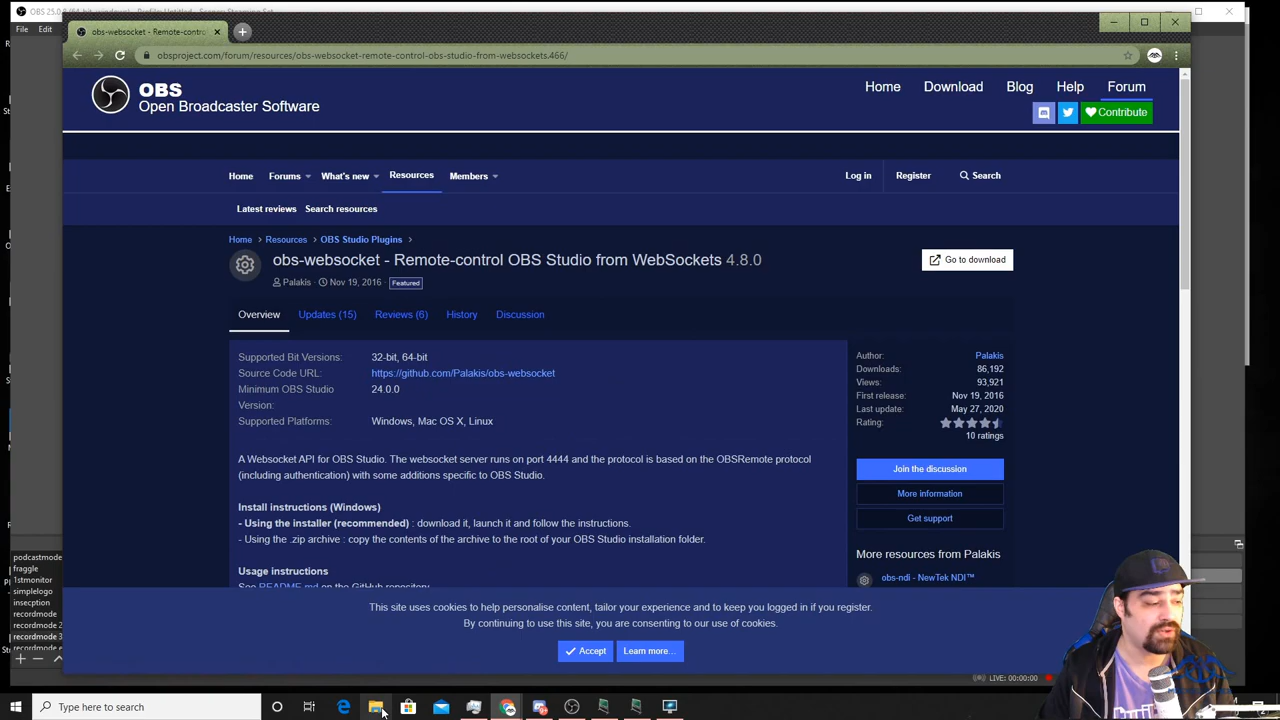 File Edit
obs-websocket - Remote-contro
obsproject.com/forum/resources/obs-websocket-remote-control-obs-studio-from-websockets.466/
OBS
Open Broadcaster Software
Home Download Blog Help Forum
Contribute
Home Forums What's new Resources Members Log in Register Search
Latest reviews Search resources
Home Resources OBS Studio Plugins
obs-websocket - Remote-control OBS Studio from WebSockets 4.8.0
Go to download
Palakis Nov 19, 2016 Featured
Overview Updates (15) Reviews (6) History Discussion
Supported Bit Versions: 32-bit, 64-bit
Source Code URL: https://github.com/Palakis/obs-websocket
Minimum OBS Studio 24.0.0
Version:
Supported Platforms: Windows, Mac OS X, Linux
A Websocket API for OBS Studio. The websocket server runs on port 4444 and the protocol is based on the OBSRemote protocol
(including authentication) with some additions specific to OBS Studio.
Install instructions (Windows)
- Using the installer (recommended) : download it, launch it and follow the instructions.
- Using the .zip archive : copy the contents of the archive to the root of your OBS Studio installation folder.
Usage instructions
See README.md on the GitHub repository
Author: Palakis
Downloads: 86,192
Views: 93,921
First release: Nov 19, 2016
Last update: May 27, 2020
Rating:
10 ratings
Join the discussion
More information
Get support
More resources from Palakis
obs-ndi - NewTek NDI™
This site uses cookies to help personalise content, tailor your experience and to keep you logged in if you register.
By continuing to use this site, you are consenting to our use of cookies.
Accept Learn more…
podcastmode
fraggle
1stmonitor
simplelogo
insecption
recordmode
recordmode 2
recordmode 3
LIVE: 00:00:00
Type here to search